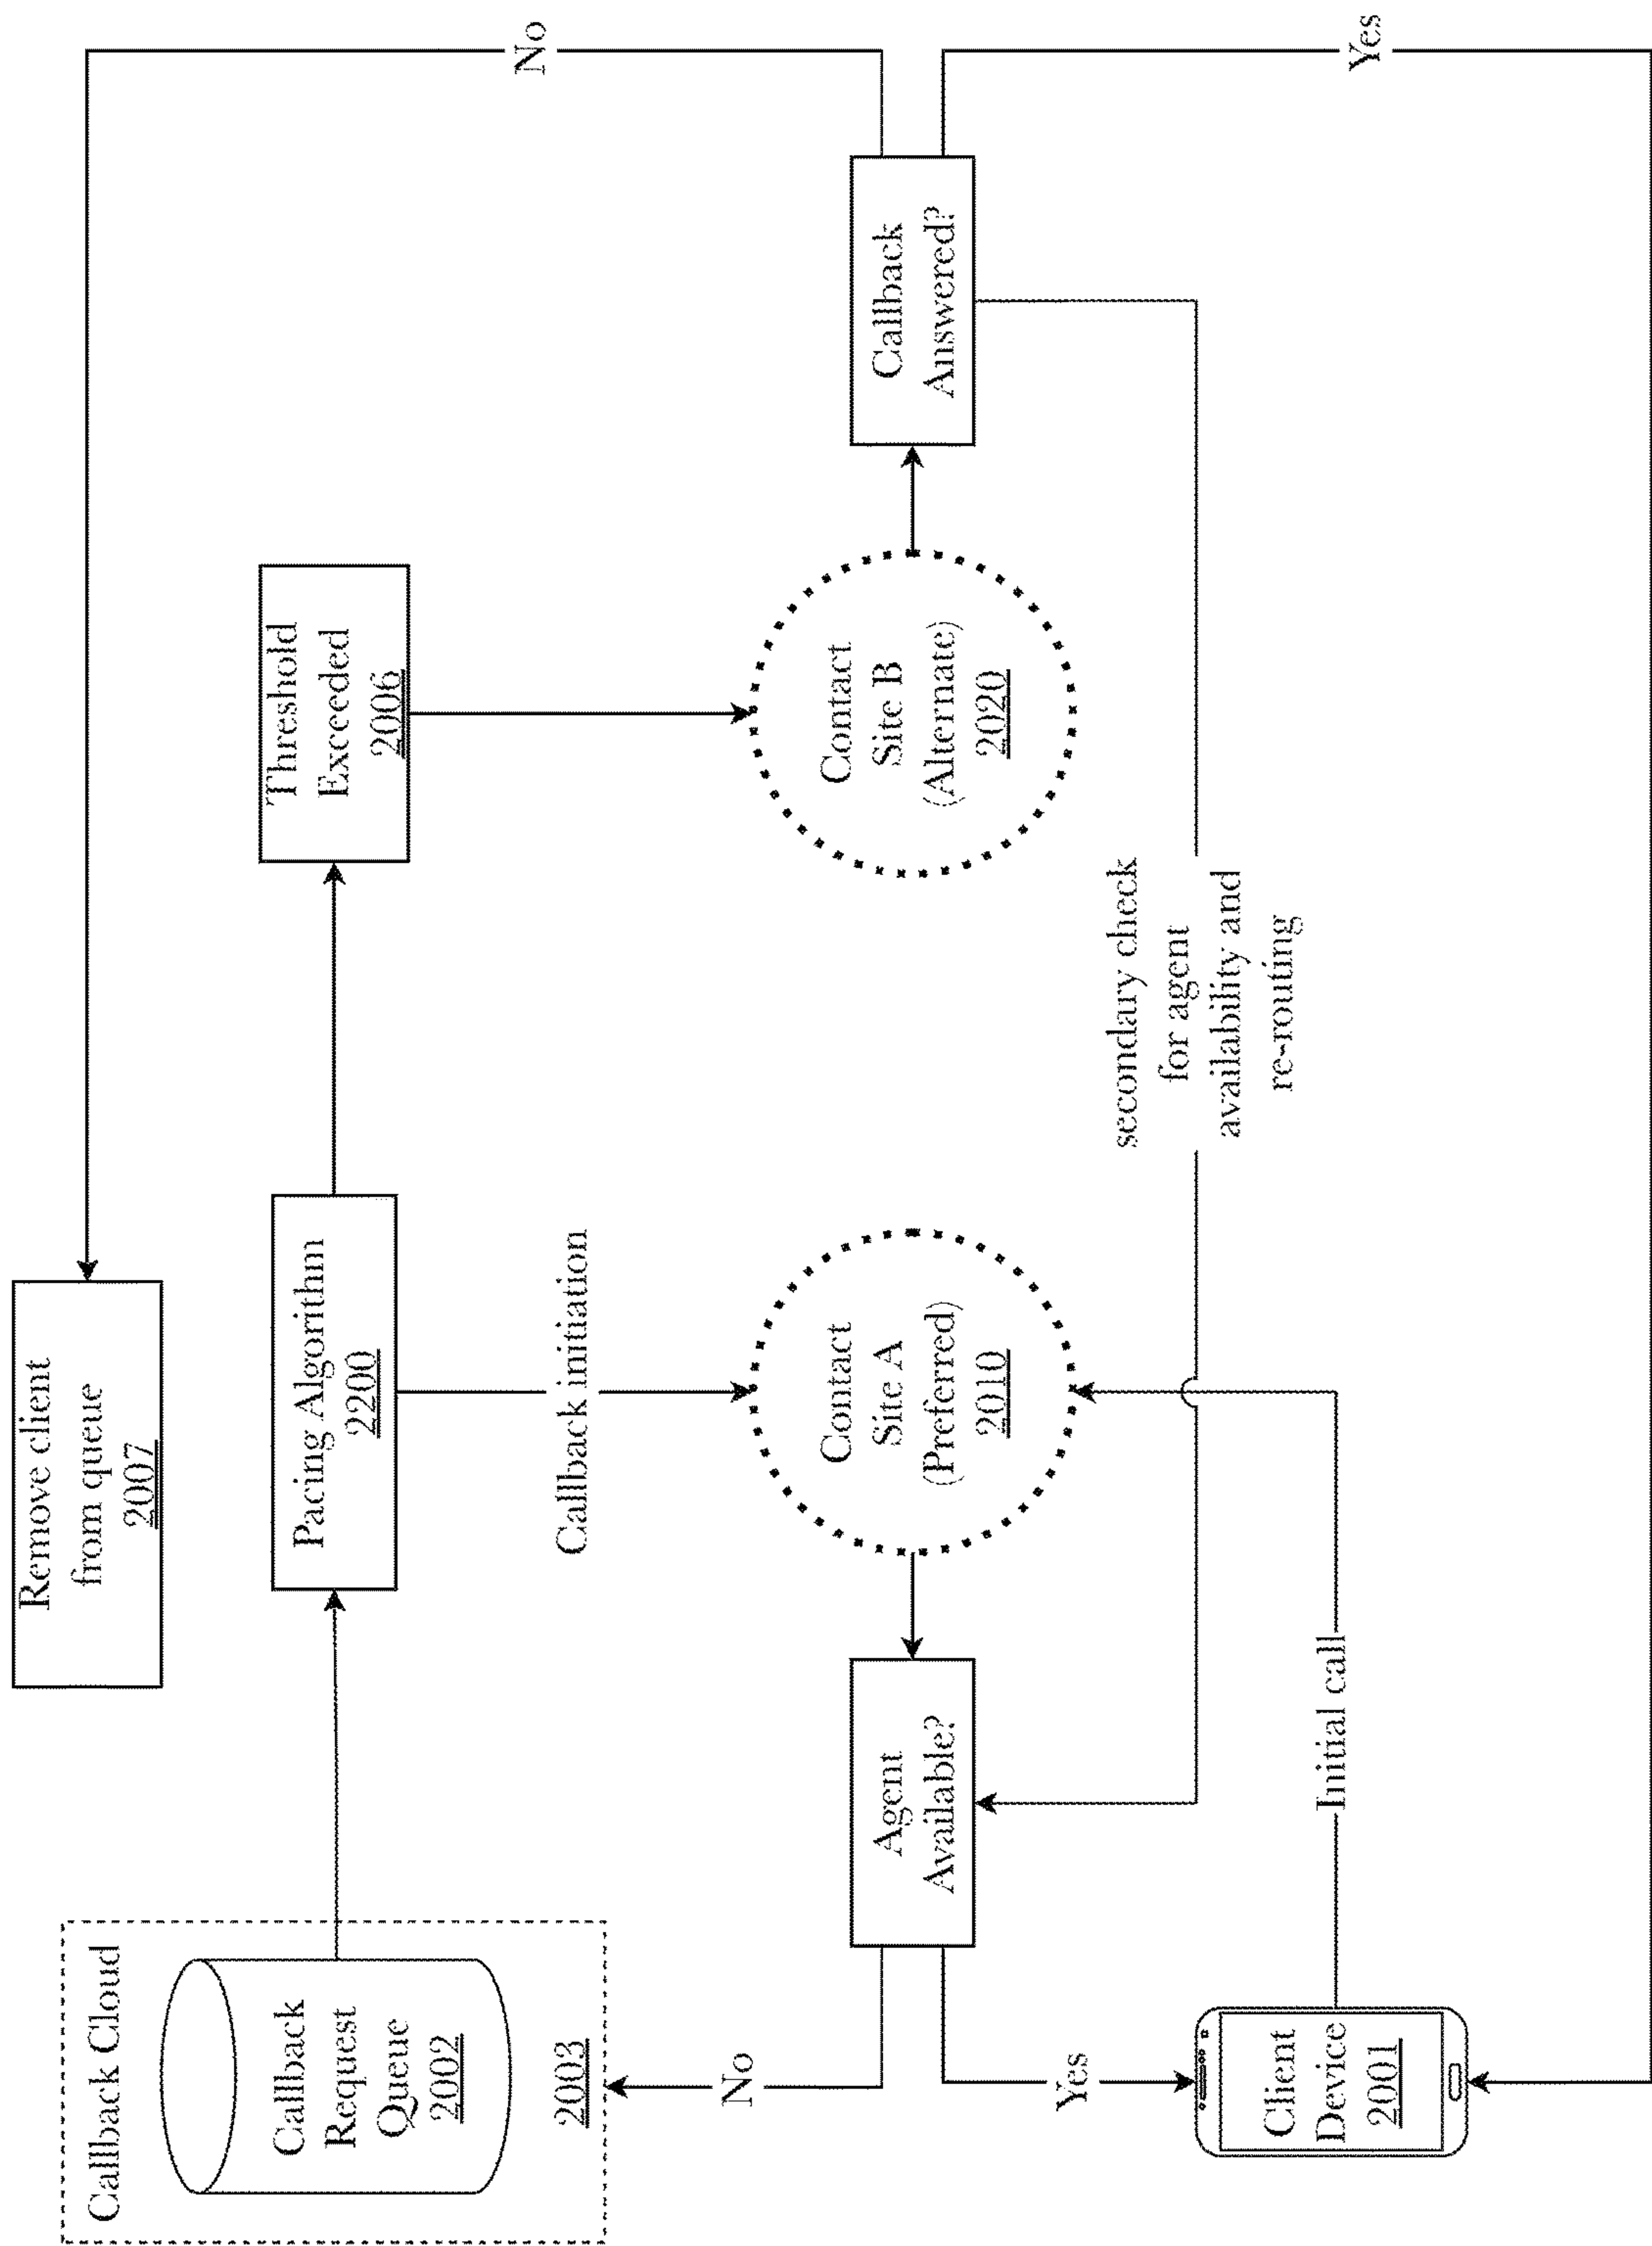 Callback Cloud
Callback
Request
Queue
2002
2003
Remove client
from queue
2007
Pacing Algorithm
2200
Threshold
Exceeded
2006
No
Callback initiation
No
Agent
Available?
Contact
Site A
(Preferred)
2010
Contact
Site B
(Alternate)
2020
Callback
Answered?
Yes
secondary check
for agent
availability and
re-routing
Client
Device
2001
Initial call
Yes